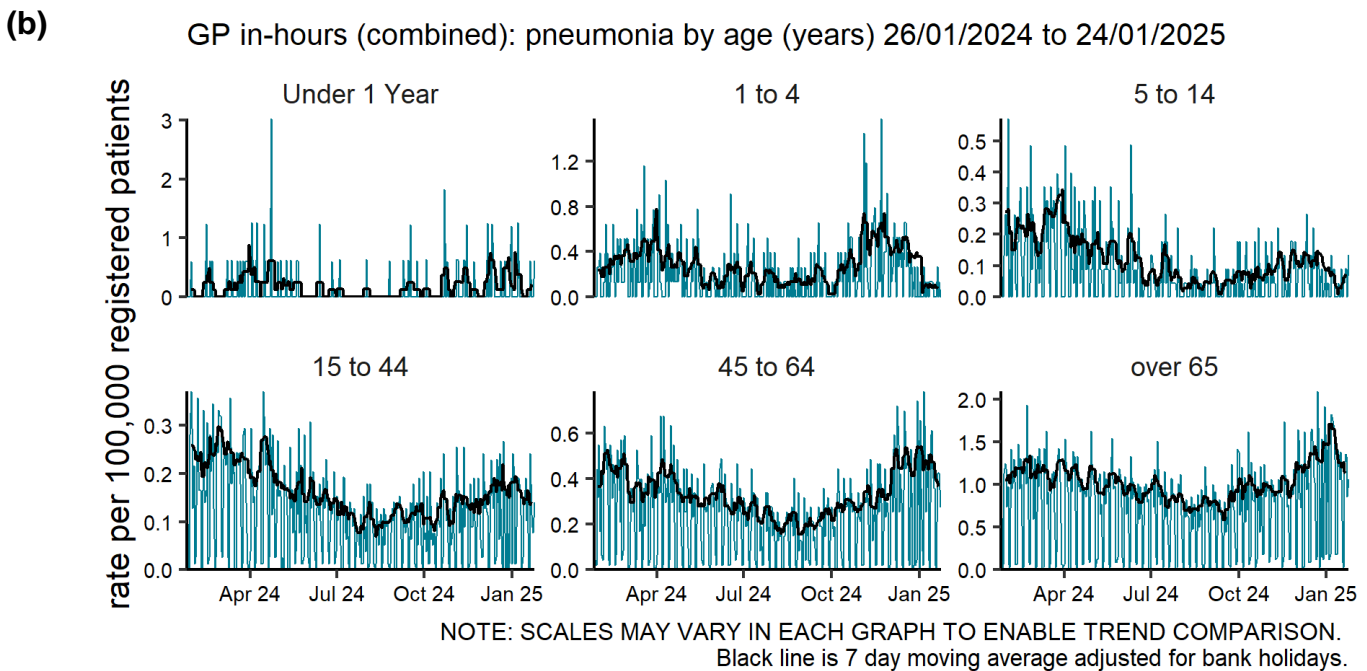 (b)
GP in-hours (combined): pneumonia by age (years) 26/01/2024 to 24/01/2025
rate per 100,000 registered patients
Under 1 Year
1 to 4
5 to 14
3
2
1
0
1.2
0.8
0.4
0.0
0.5
0.4
0.3
0.2
0.1
0.0
15 to 44
45 to 64
over 65
0.3
0.2
0.1
0.0
0.6
0.4
0.2
0.0
2.0
1.5
1.0
0.5
0.0
Apr 24 Jul 24 Oct 24 Jan 25
Apr 24 Jul 24 Oct 24 Jan 25
Apr 24 Jul 24 Oct 24 Jan 25
NOTE: SCALES MAY VARY IN EACH GRAPH TO ENABLE TREND COMPARISON.
Black line is 7 day moving average adjusted for bank holidays.